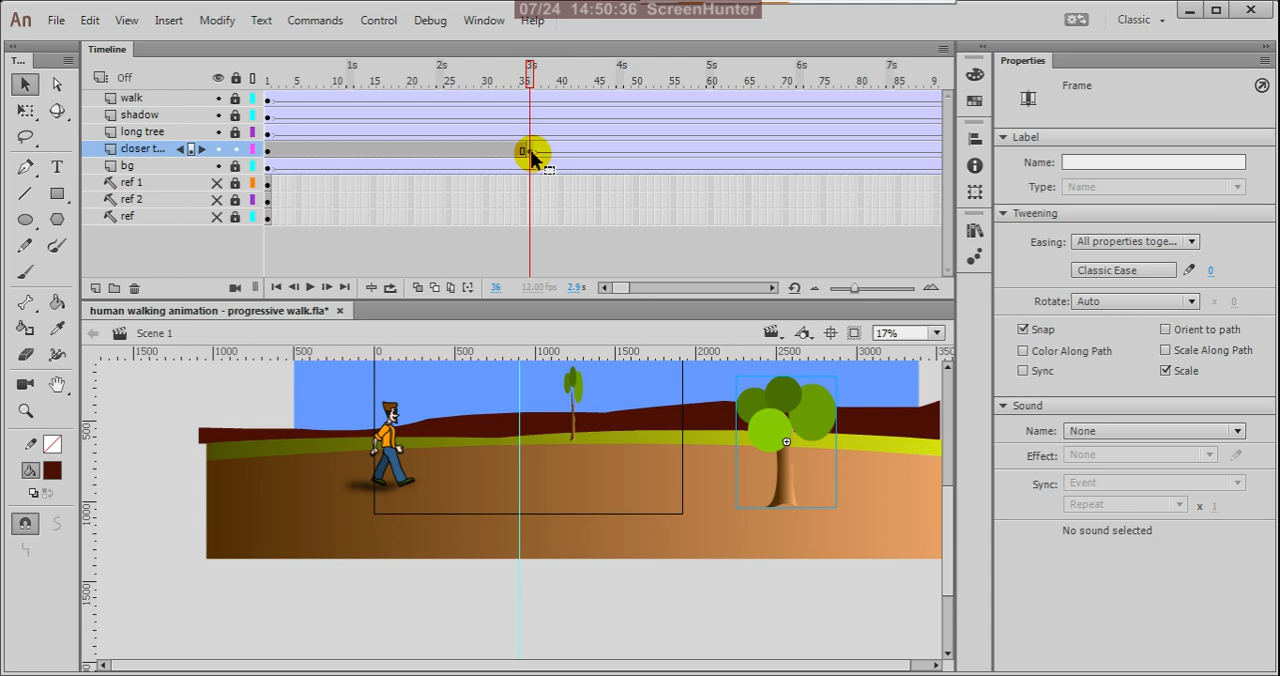 07/24 14:50:36 ScreenHunter
An File Edit View Insert Modify Text Commands Control Debug Window Help Classic
T... Timeline Properties
Off 1s 2s 3s 4s 5s 6s 7s
1 5 10 15 20 25 30 35 40 45 50 55 60 65 70 75 80 85 9
walk
shadow
long tree
closer t...
bg
ref 1
ref 2
ref
36 12.00 fps 2.9 s
human walking animation - progressive walk.fla*
Scene 1 17%
1500 1000 500 0 500 1000 1500 2000 2500 3000 350
500
1000
1500
Frame
Label
Name:
Type: Name
Tweening
Easing: All properties toge...
Classic Ease 0
Rotate: Auto x 0
Snap Orient to path
Color Along Path Scale Along Path
Sync Scale
Sound
Name: None
Effect: None
Sync: Event
Repeat x 1
No sound selected